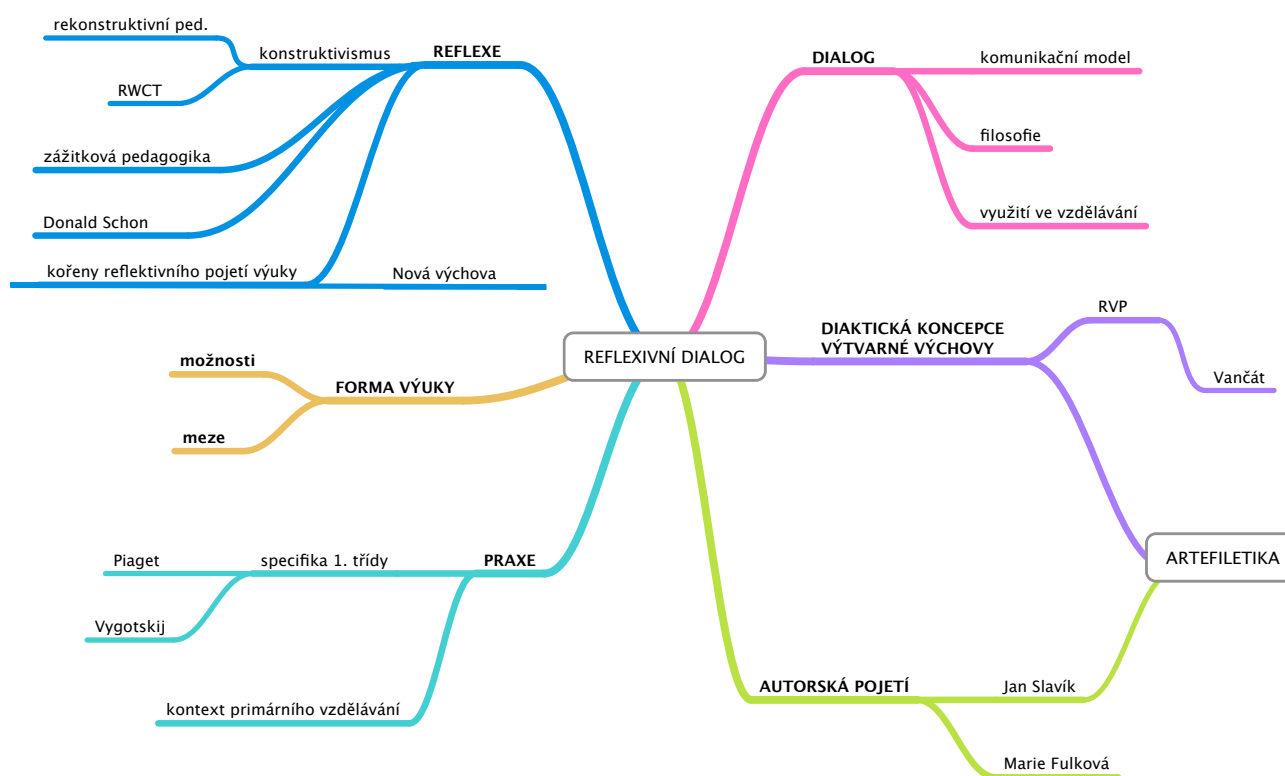 rekonstruktivní ped.
konstruktivismus
REFLEXE
RWCT
zážitková pedagogika
Donald Schon
kořeny reflektivního pojetí výuky
Nová výchova
DIALOG
komunikační model
filosofie
využití ve vzdělávání
REFLEXIVNÍ DIALOG
DIAKTICKÁ KONCEPCE
VÝTVARNÉ VÝCHOVY
RVP
Vančát
možnosti
FORMA VÝUKY
meze
ARTEFILETIKA
Piaget
specifika 1. třídy
PRAXE
Vygotskij
kontext primárního vzdělávání
AUTORSKÁ POJETÍ
Jan Slavík
Marie Fulková